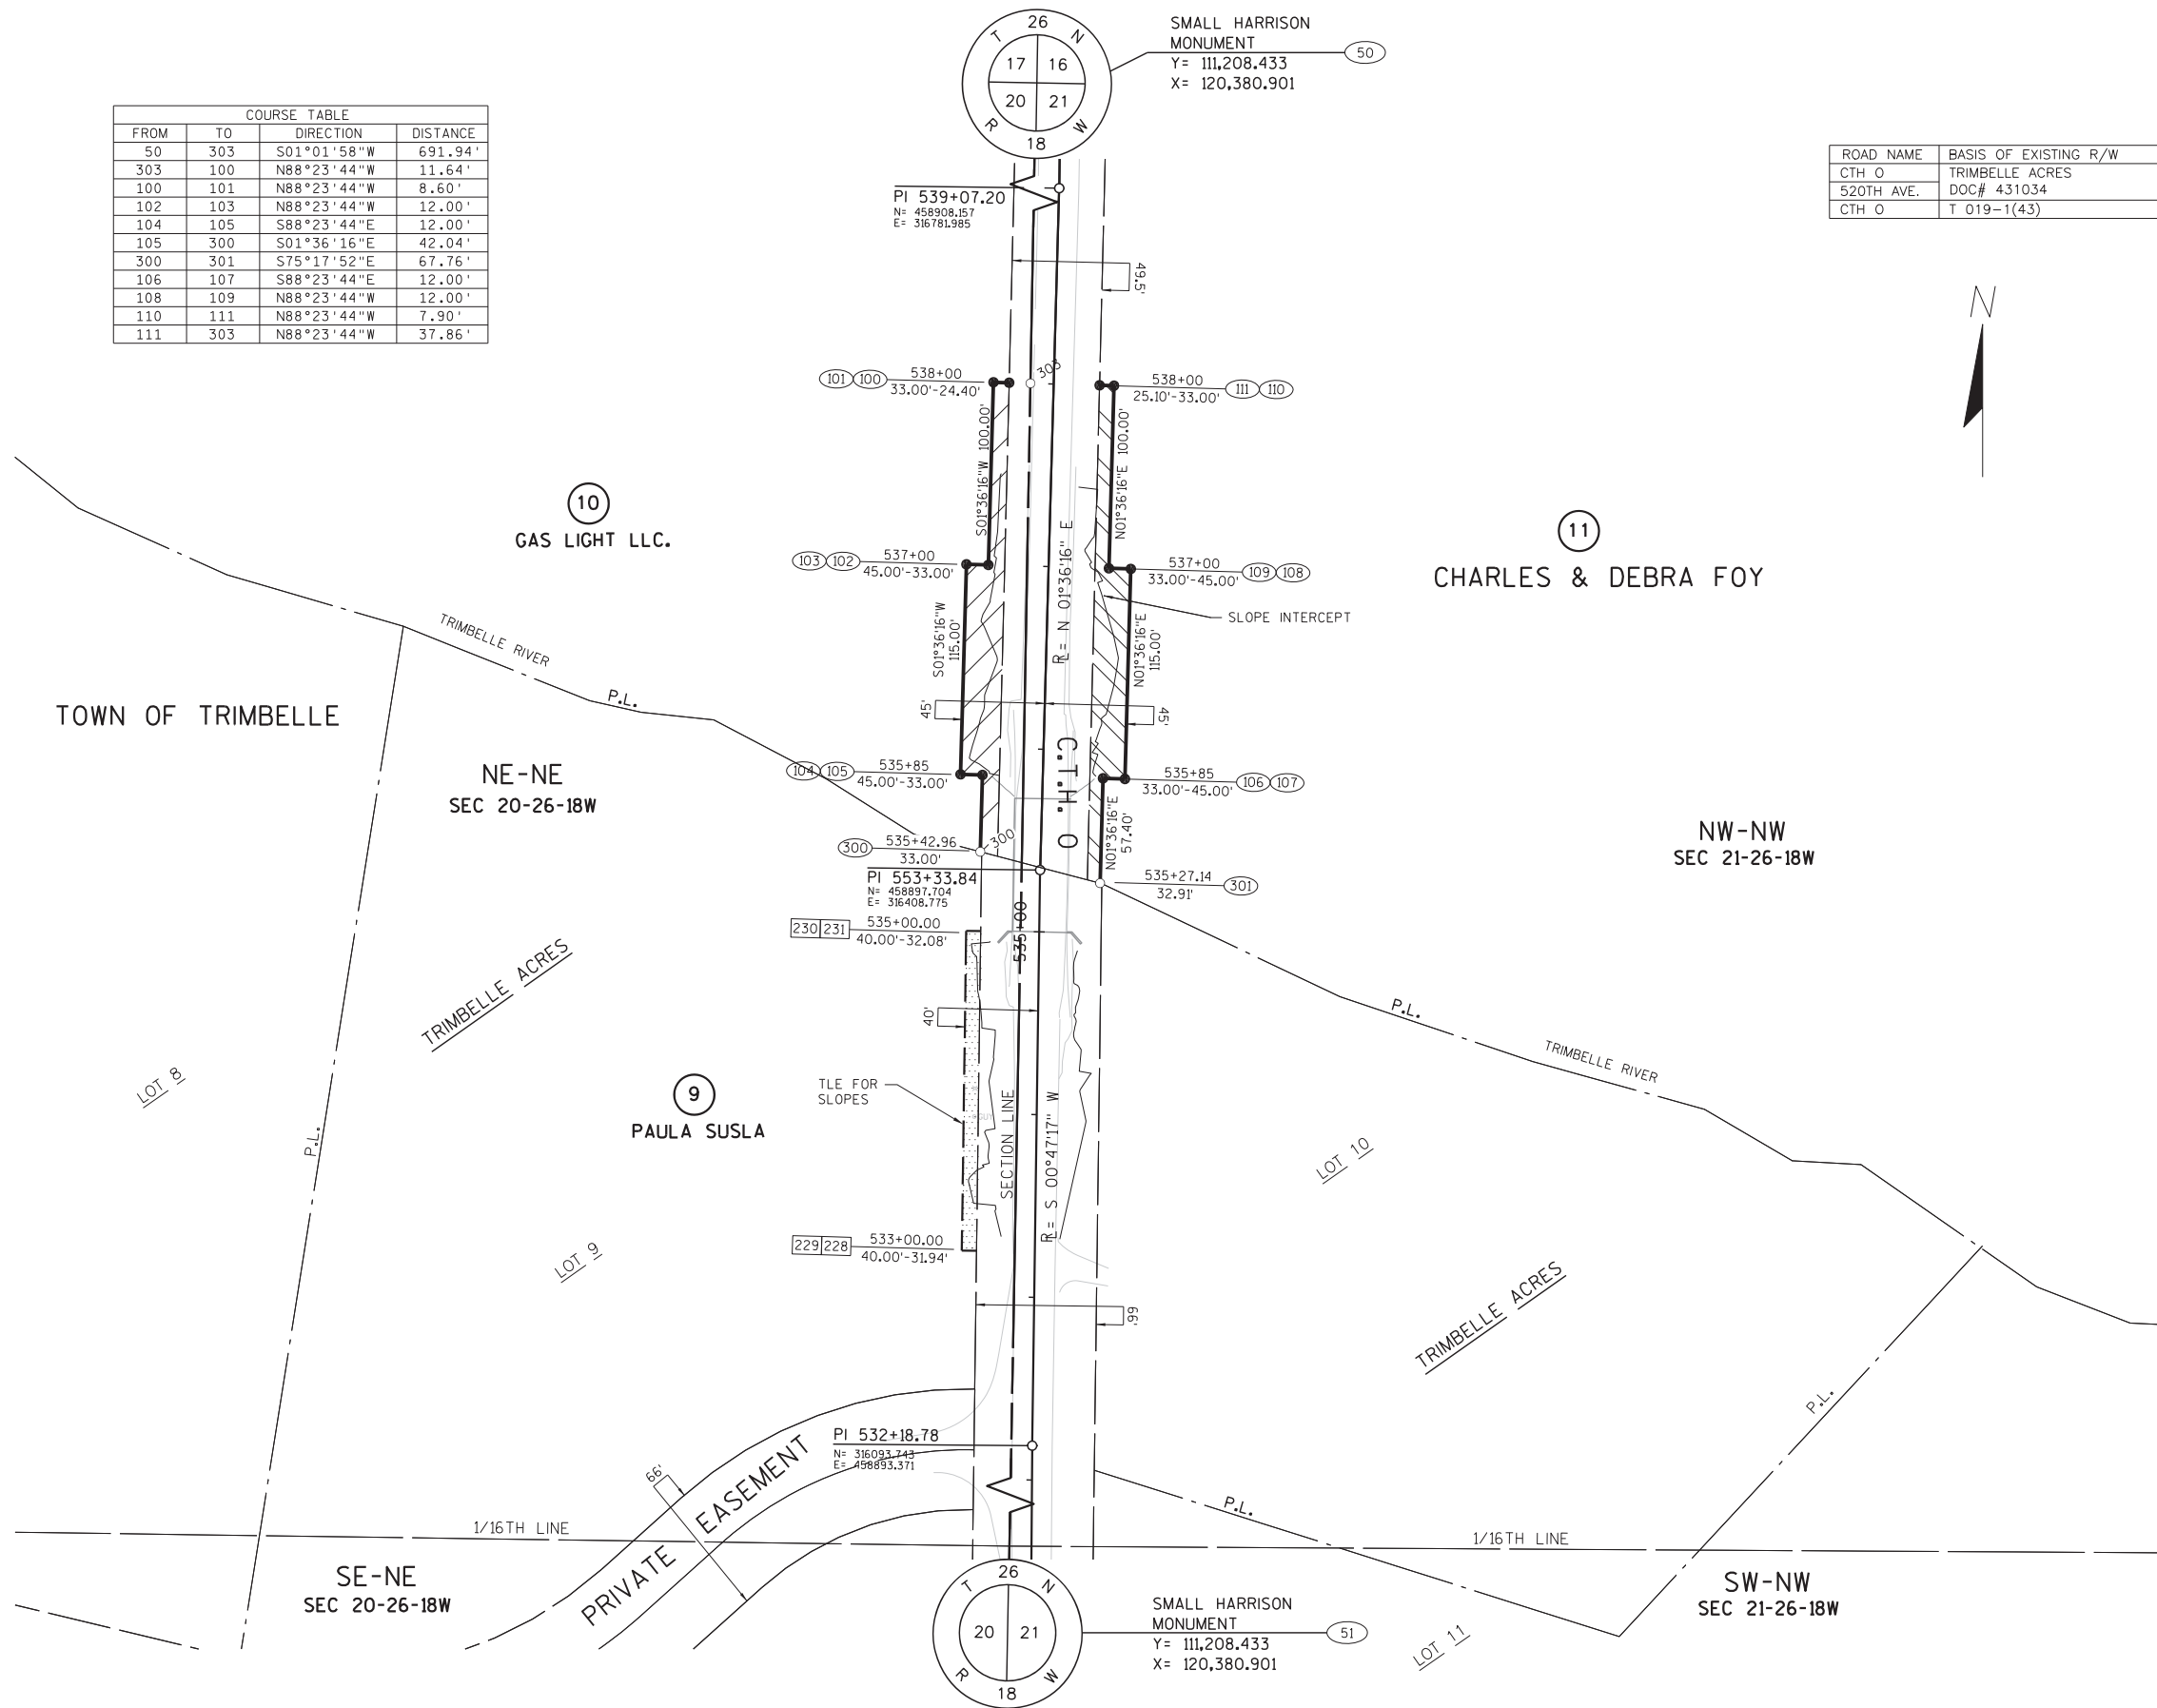 26
T N
17 16
20 21
R W
18
SMALL HARRISON
MONUMENT
Y= 111,208.433
X= 120,380.901
50
COURSE TABLE
FROM TO DIRECTION DISTANCE
50 303 S01°01'58"W 691.94'
303 100 N88°23'44"W 11.64'
100 101 N88°23'44"W 8.60'
102 103 N88°23'44"W 12.00'
104 105 S88°23'44"E 12.00'
105 300 S01°36'16"E 42.04'
300 301 S75°17'52"E 67.76'
106 107 S88°23'44"E 12.00'
108 109 N88°23'44"W 12.00'
110 111 N88°23'44"W 7.90'
111 303 N88°23'44"W 37.86'
ROAD NAME BASIS OF EXISTING R/W
CTH O TRIMBELLE ACRES
520TH AVE. DOC# 431034
CTH O T 019-1(43)
N
PI 539+07.20
N= 458908.157
E= 316781.985
49.5'
303
101 100 538+00
33.00'-24.40'
538+00 111 110
25.10'-33.00'
S01°36'16"W 100.00'
N01°36'16"E 100.00'
10
GAS LIGHT LLC.
11
CHARLES & DEBRA FOY
103 102 537+00
45.00'-33.00'
537+00 109 108
33.00'-45.00'
R= N 01°36'16" E
SLOPE INTERCEPT
S01°36'16"W
115.00'
N01°36'16"E
115.00'
TRIMBELLE RIVER
P.L.
45'
45'
TOWN OF TRIMBELLE
C.T.H. O
NE-NE
SEC 20-26-18W
104 105 535+85
45.00'-33.00'
535+85 106 107
33.00'-45.00'
N01°36'16"E
57.40'
NW-NW
SEC 21-26-18W
300 535+42.96
33.00'
300
PI 553+33.84
N= 458897.704
E= 316408.775
535+27.14 301
32.91'
230 231 535+00.00
40.00'-32.08'
535+00
TRIMBELLE ACRES
40'
P.L.
TRIMBELLE RIVER
LOT 8
9
PAULA SUSLA
TLE FOR
SLOPES
SECTION LINE
R= S 00°47'17" W
P.L.
LOT 10
229 228 533+00.00
40.00'-31.94'
LOT 9
66'
TRIMBELLE ACRES
P.L.
PI 532+18.78
N= 316093.743
E= 458893.371
66'
PRIVATE EASEMENT
P.L.
1/16TH LINE
1/16TH LINE
SE-NE
SEC 20-26-18W
SW-NW
SEC 21-26-18W
26
T N
20 21
R W
18
SMALL HARRISON
MONUMENT
Y= 111,208.433
X= 120,380.901
51
LOT 11